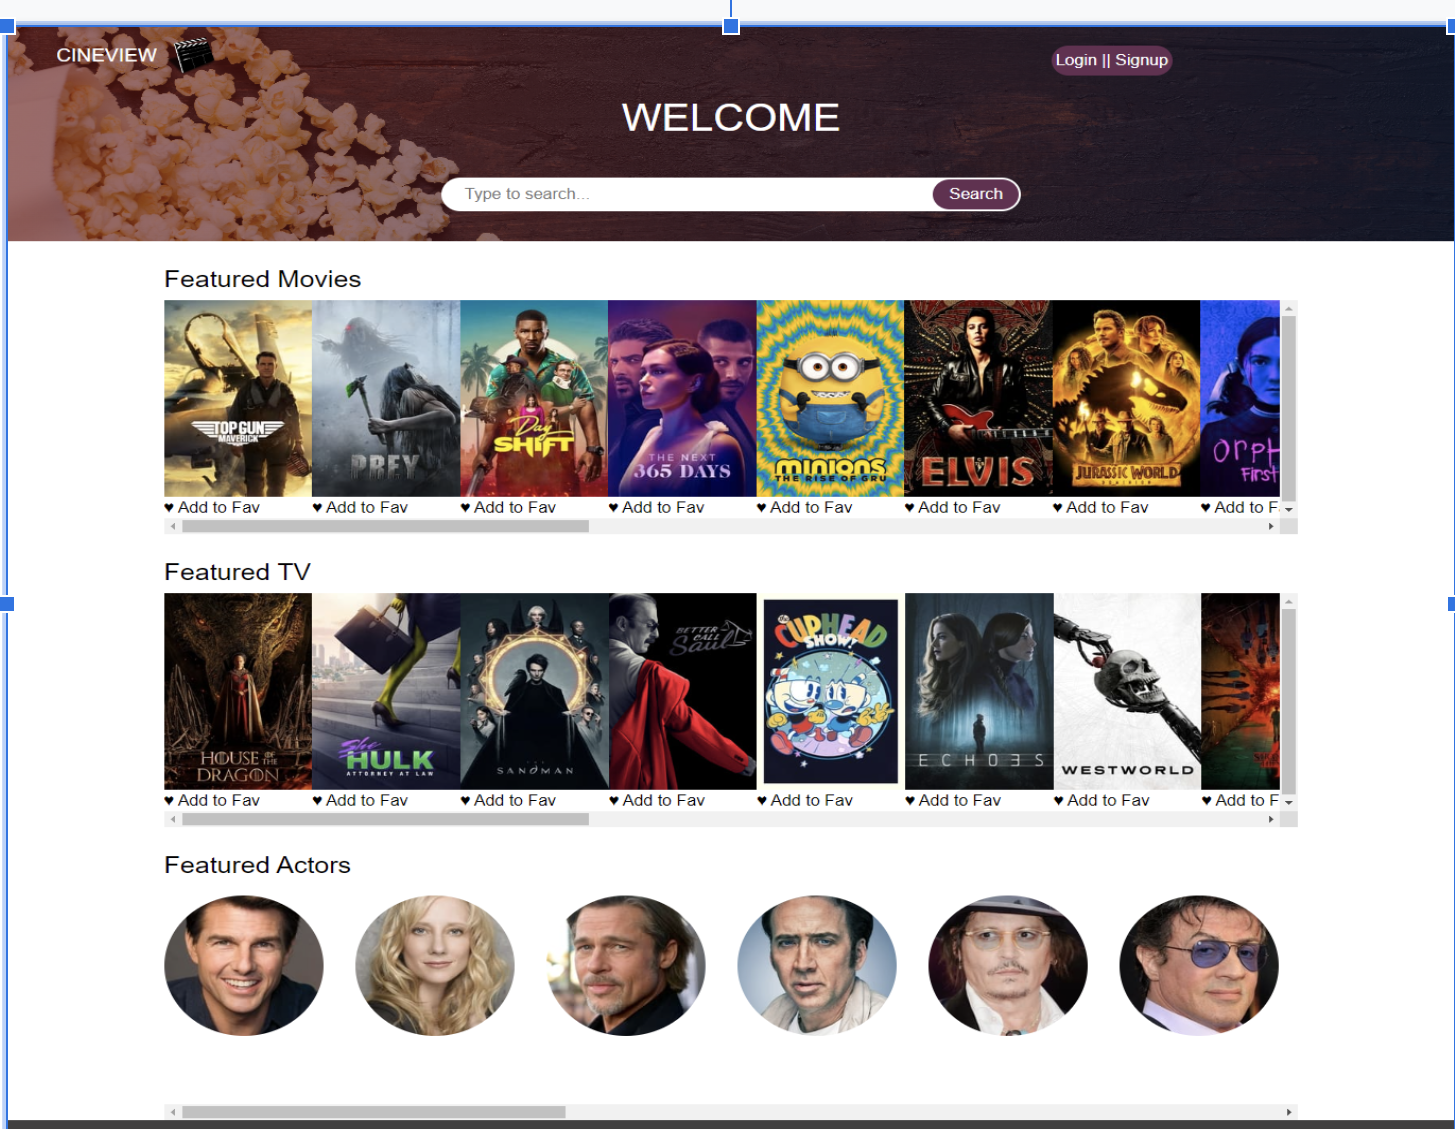 CINEVIEW
Login || Signup
WELCOME
Type to search...
Search
Featured Movies
TOP GUN
MAVERICK
PREY
Day
SHIFT
THE NEXT
365 DAYS
MINIONS
THE RISE OF GRU
ELVIS
JURASSIC WORLD
DOMINION
Orph
First
♥ Add to Fav
♥ Add to Fav
♥ Add to Fav
♥ Add to Fav
♥ Add to Fav
♥ Add to Fav
♥ Add to Fav
♥ Add to F
Featured TV
HOUSE OF THE
DRAGON
She
HULK
ATTORNEY AT LAW
THE
SANDMAN
BETTER
CALL
Saul
the
CUPHEAD
SHOW!
ECHOES
WESTWORLD
♥ Add to Fav
♥ Add to Fav
♥ Add to Fav
♥ Add to Fav
♥ Add to Fav
♥ Add to Fav
♥ Add to Fav
♥ Add to F
Featured Actors